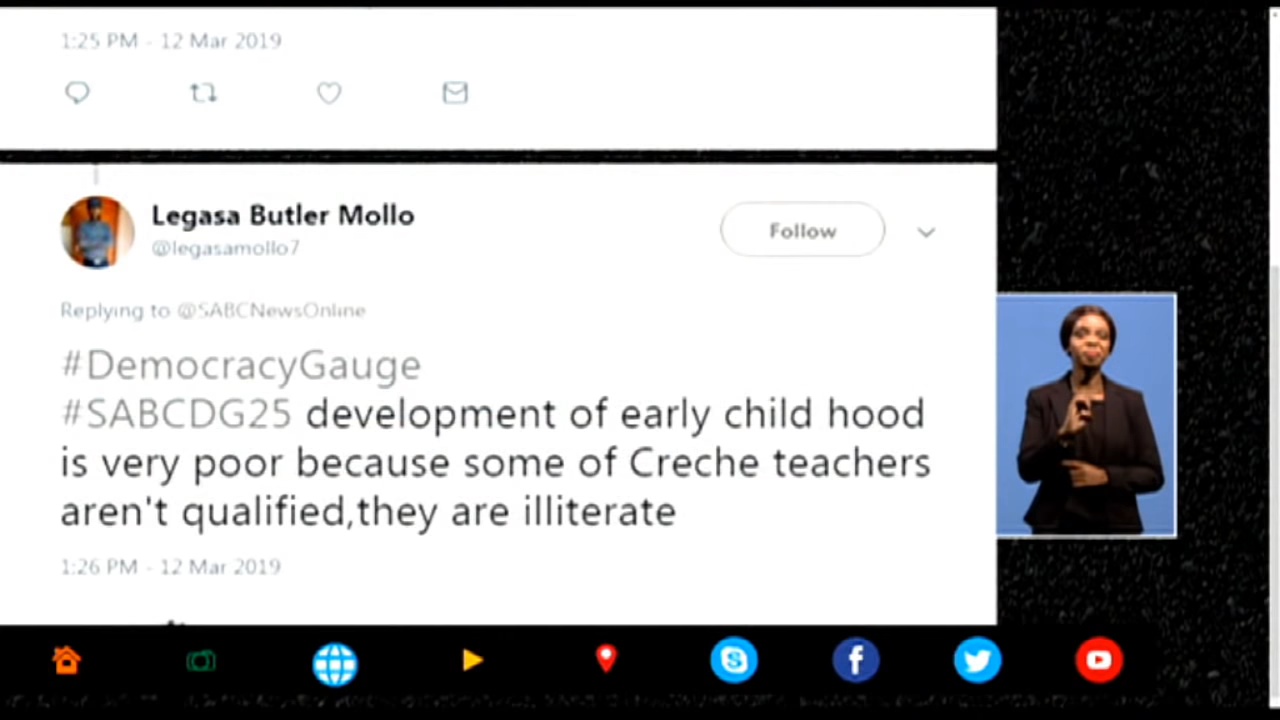 1:25 PM - 12 Mar 2019
Legasa Butler Mollo
@legasamollo7
Follow
Replying to @SABCNewsOnline
#DemocracyGauge
#SABCDG25 development of early child hood
is very poor because some of Creche teachers
aren't qualified,they are illiterate
1:26 PM - 12 Mar 2019